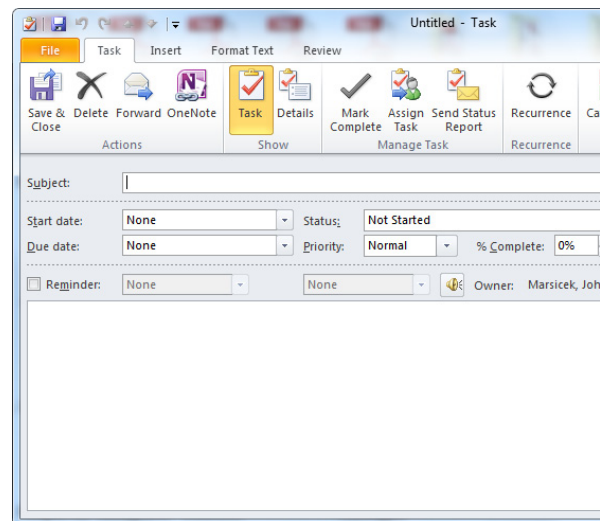 Untitled - Task
File Task Insert Format Text Review
Save & Close Delete Forward OneNote Task Details Mark Complete Assign Task Send Status Report Recurrence Ca
Actions Show Manage Task Recurrence
Subject:
Start date: None Status: Not Started
Due date: None Priority: Normal % Complete: 0%
Reminder: None None Owner: Marsicek, Joh